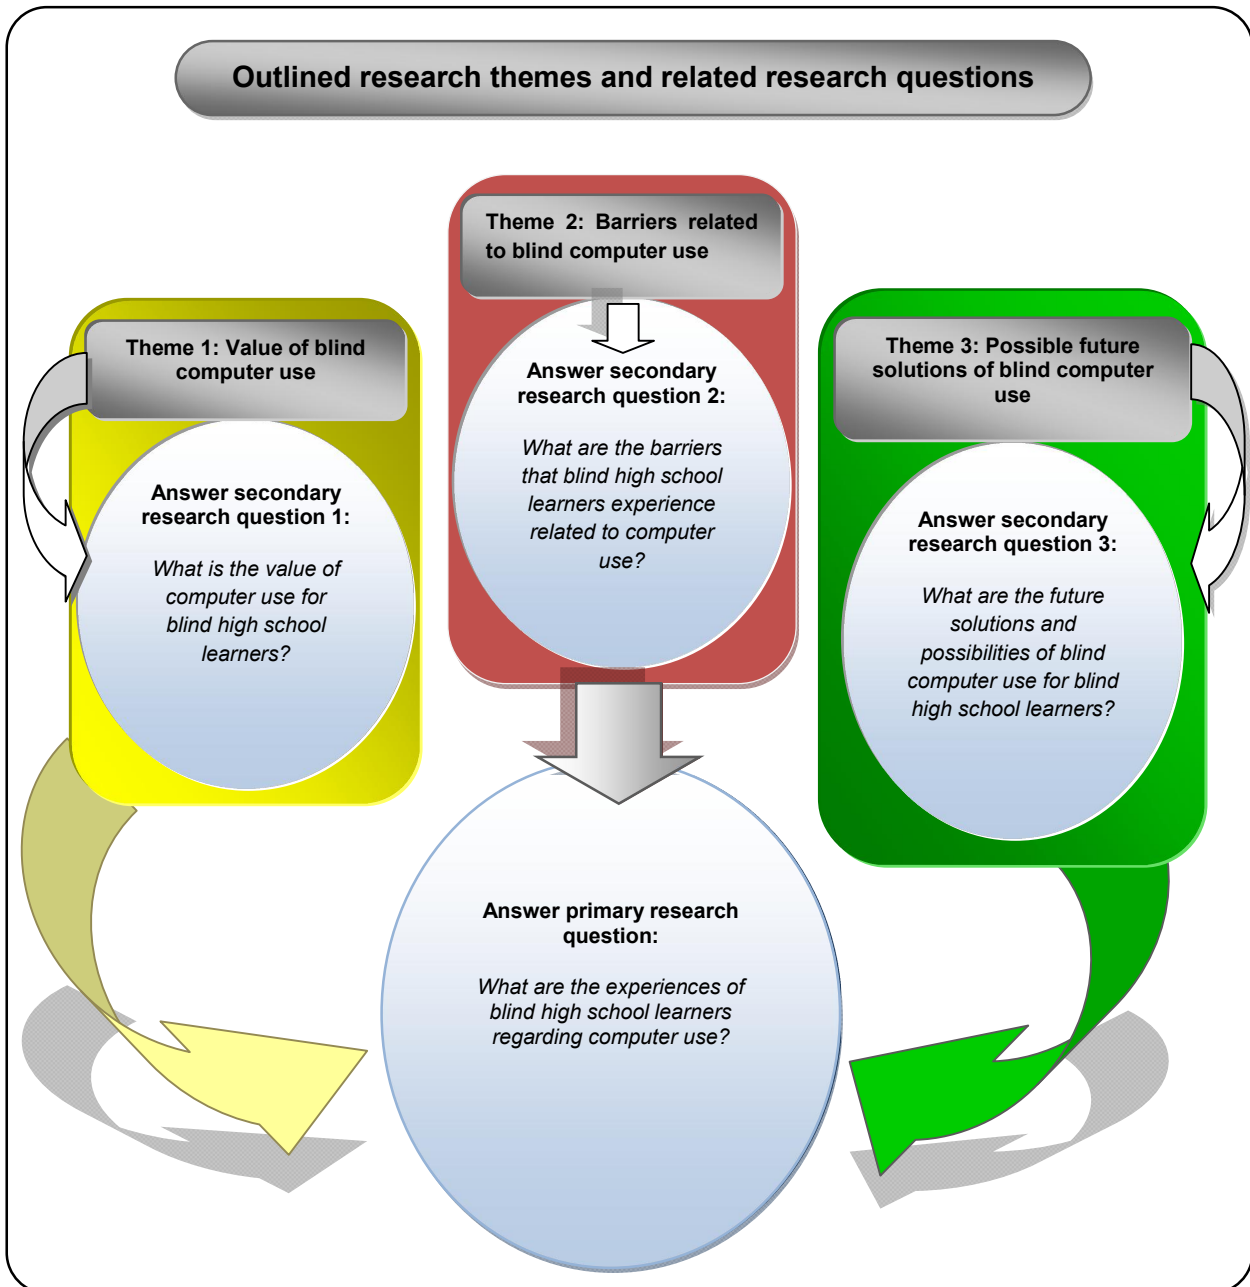 Outlined research themes and related research questions
Theme 1: Value of blind
computer use
Answer secondary
research question 1:
What is the value of
computer use for
blind high school
learners?
Theme 2: Barriers related
to blind computer use
Answer secondary
research question 2:
What are the barriers
that blind high school
learners experience
related to computer
use?
Theme 3: Possible future
solutions of blind computer
use
Answer secondary
research question 3:
What are the future
solutions and
possibilities of blind
computer use for blind
high school learners?
Answer primary research
question:
What are the experiences of
blind high school learners
regarding computer use?